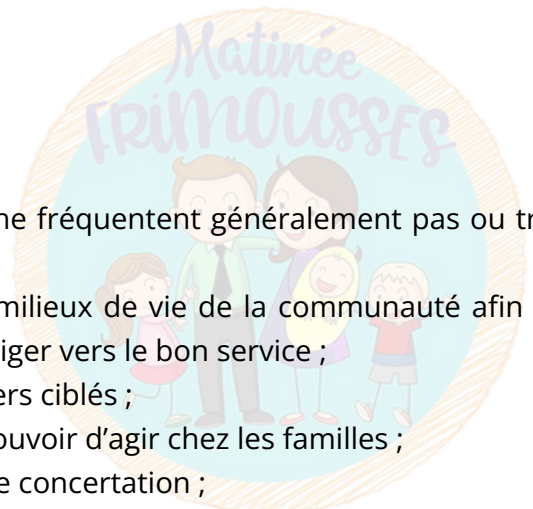 Matinée
FRIMOUSSES
ne fréquentent généralement pas ou tr
milieux de vie de la communauté afin
iger vers le bon service ;
ers ciblés ;
ouvoir d'agir chez les familles ;
e concertation ;